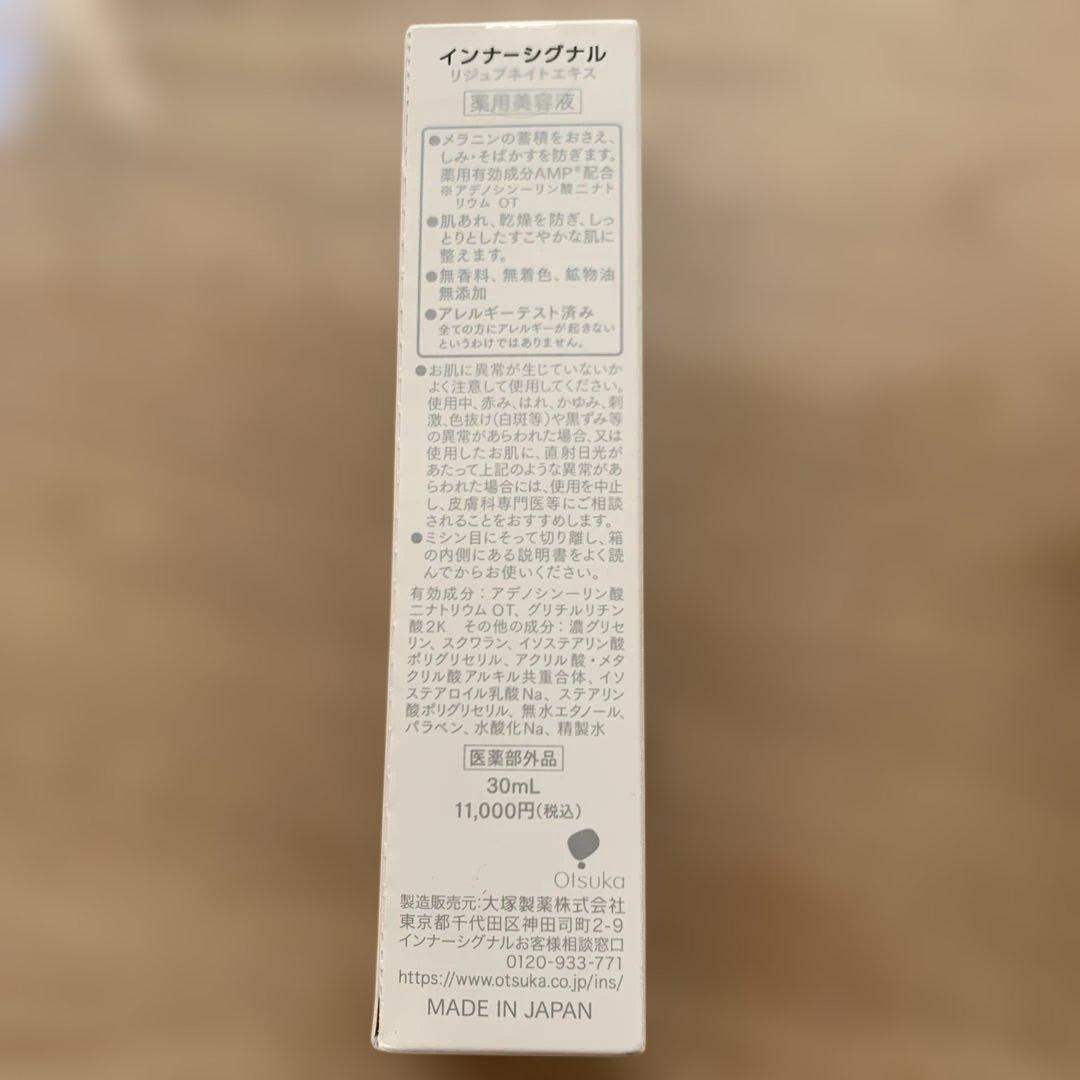 インナーシグナル
リジュブネイトエキス
薬用美容液
●メラニンの蓄積をおさえ、
しみ・そばかすを防ぎます。
薬用有効成分AMP※配合
※アデノシン一リン酸二ナト
リウム OT
●肌あれ、乾燥を防ぎ、しっ
とりとしたすこやかな肌に
整えます。
●無香料、無着色、鉱物油
無添加
●アレルギーテスト済み
全ての方にアレルギーが起きない
というわけではありません。
●お肌に異常が生じていないか
よく注意して使用してください。
使用中、赤み、はれ、かゆみ、刺
激、色抜け(白斑等)や黒ずみ等
の異常があらわれた場合、又は
使用したお肌に、直射日光が
あたって上記のような異常があ
らわれた場合には、使用を中止
し、皮膚科専門医等にご相談
されることをおすすめします。
●ミシン目にそって切り離し、箱
の内側にある説明書をよく読
んでからお使いください。
有効成分：アデノシン一リン酸
二ナトリウム OT、グリチルリチン
酸2K その他の成分：濃グリセ
リン、スクワラン、イソステアリン酸
ポリグリセリル、アクリル酸・メタ
クリル酸アルキル共重合体、イソ
ステアロイル乳酸Na、ステアリン
酸ポリグリセリル、無水エタノール、
パラベン、水酸化Na、精製水
医薬部外品
30mL
11,000円(税込)
Otsuka
製造販売元:大塚製薬株式会社
東京都千代田区神田司町2-9
インナーシグナルお客様相談窓口
0120-933-771
https://www.otsuka.co.jp/ins/
MADE IN JAPAN